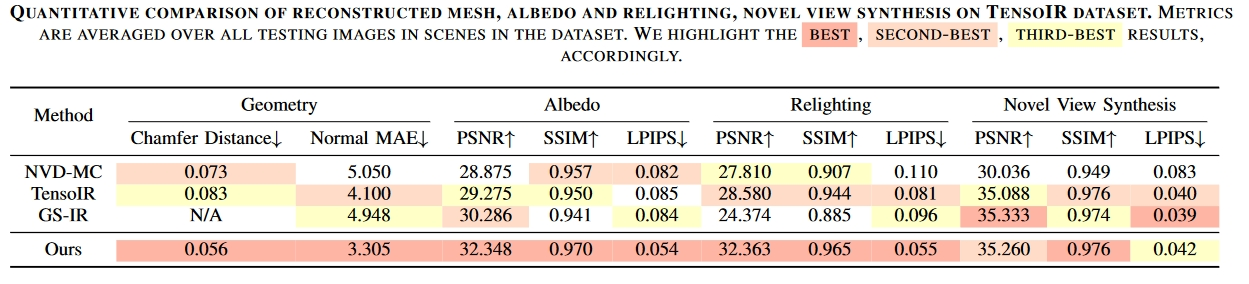 QUANTITATIVE COMPARISON OF RECONSTRUCTED MESH, ALBEDO AND RELIGHTING, NOVEL VIEW SYNTHESIS ON TENSOIR DATASET. METRICS
ARE AVERAGED OVER ALL TESTING IMAGES IN SCENES IN THE DATASET. WE HIGHLIGHT THE BEST, SECOND-BEST, THIRD-BEST RESULTS,
ACCORDINGLY.
Method Geometry Albedo Relighting Novel View Synthesis
Chamfer Distance↓ Normal MAE↓ PSNR↑ SSIM↑ LPIPS↓ PSNR↑ SSIM↑ LPIPS↓ PSNR↑ SSIM↑ LPIPS↓
NVD-MC 0.073 5.050 28.875 0.957 0.082 27.810 0.907 0.110 30.036 0.949 0.083
TensoIR 0.083 4.100 29.275 0.950 0.085 28.580 0.944 0.081 35.088 0.976 0.040
GS-IR N/A 4.948 30.286 0.941 0.084 24.374 0.885 0.096 35.333 0.974 0.039
Ours 0.056 3.305 32.348 0.970 0.054 32.363 0.965 0.055 35.260 0.976 0.042